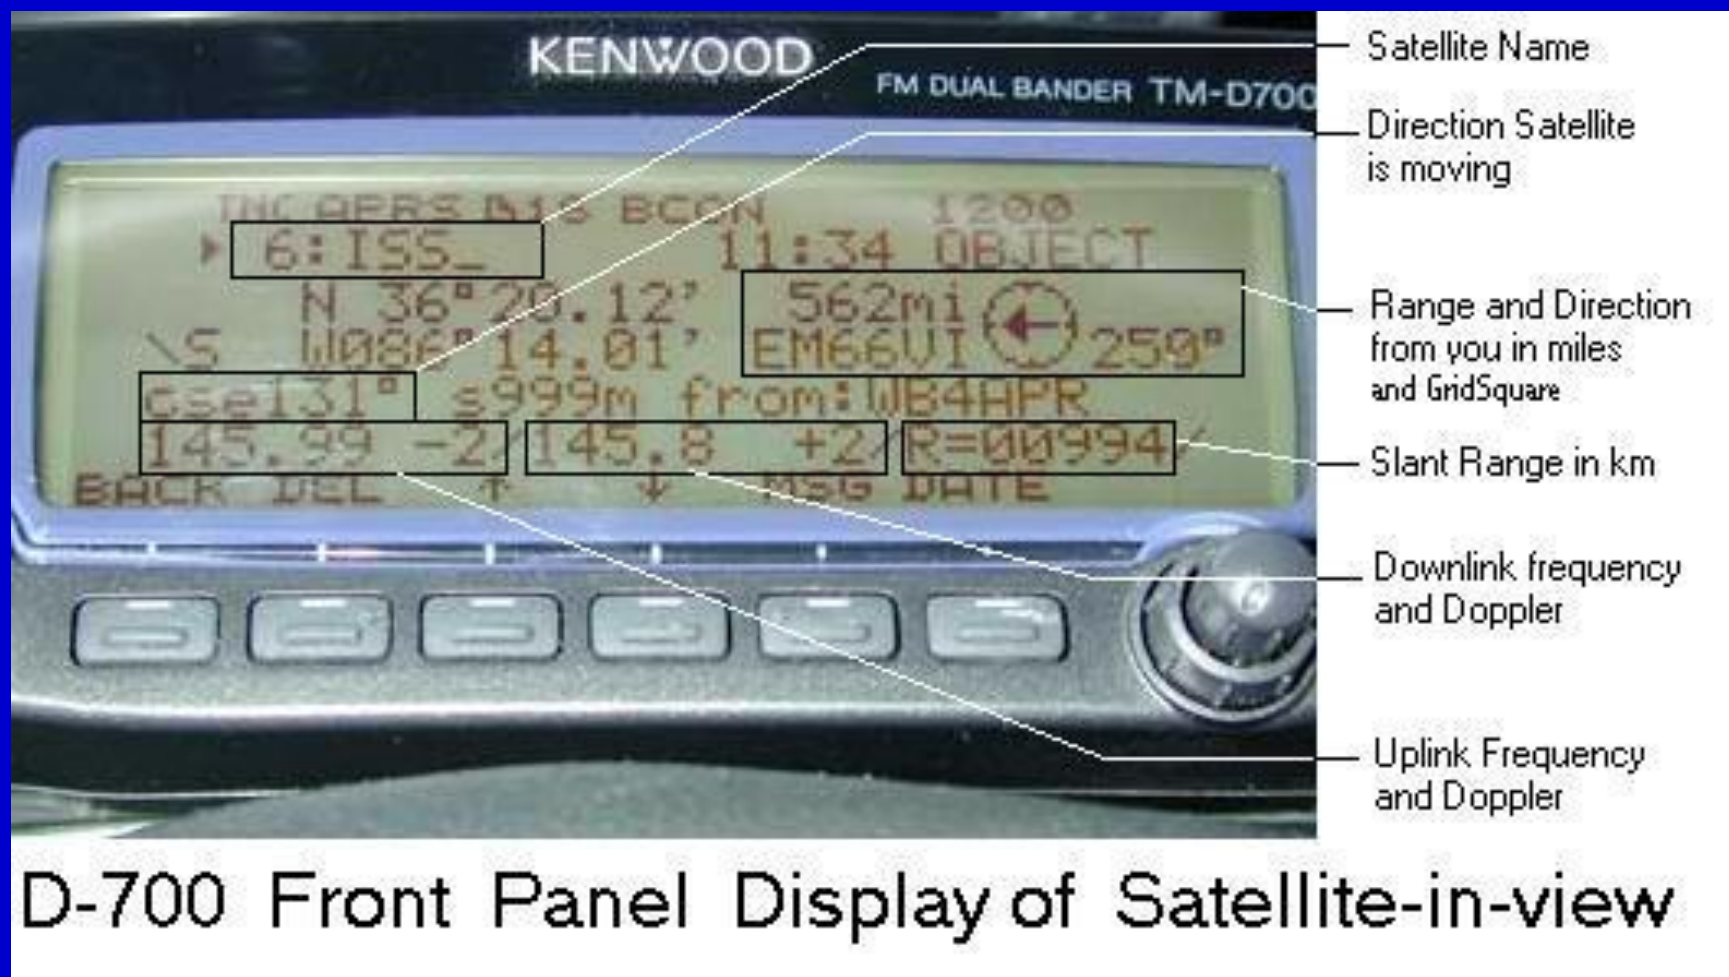 KENWOOD
FM DUAL BANDER TM-D700
APRS BCON 1200
6:ISS_ 11:34 OBJECT
N 36°20.12' 562mi
\S W086°14.01' EM66VI 259°
cse131° s999m from:WB4APR
145.99 -2/145.8 +2/R=00994/
BACK DEL ↑ ↓ MSG DATE
Satellite Name
Direction Satellite
is moving
Range and Direction
from you in miles
and GridSquare
Slant Range in km
Downlink frequency
and Doppler
Uplink Frequency
and Doppler
D-700 Front Panel Display of Satellite-in-view